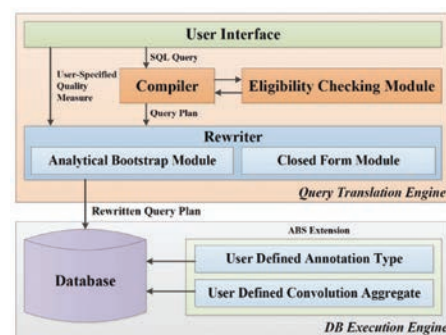 User Interface
SQL Query
User-Specified
Quality
Measure
Compiler
Eligibility Checking Module
Query Plan
Rewriter
Analytical Bootstrap Module
Closed Form Module
Query Translation Engine
Rewritten Query Plan
ABS Extension
Database
User Defined Annotation Type
User Defined Convolution Aggregate
DB Execution Engine